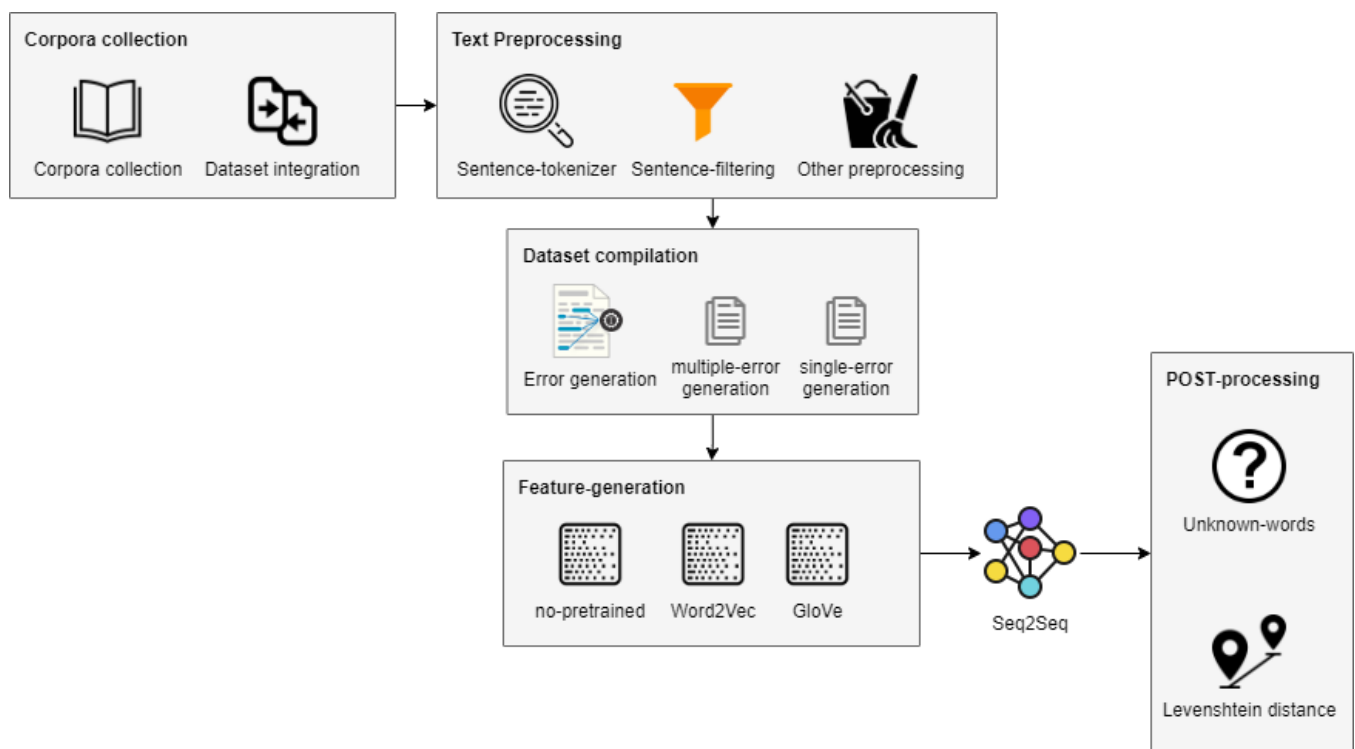 Corpora collection
Corpora collection
Dataset integration
Text Preprocessing
Sentence-tokenizer
Sentence-filtering
Other preprocessing
Dataset compilation
Error generation
multiple-error
generation
single-error
generation
Feature-generation
no-pretrained
Word2Vec
GloVe
Seq2Seq
POST-processing
?
Unknown-words
Levenshtein distance